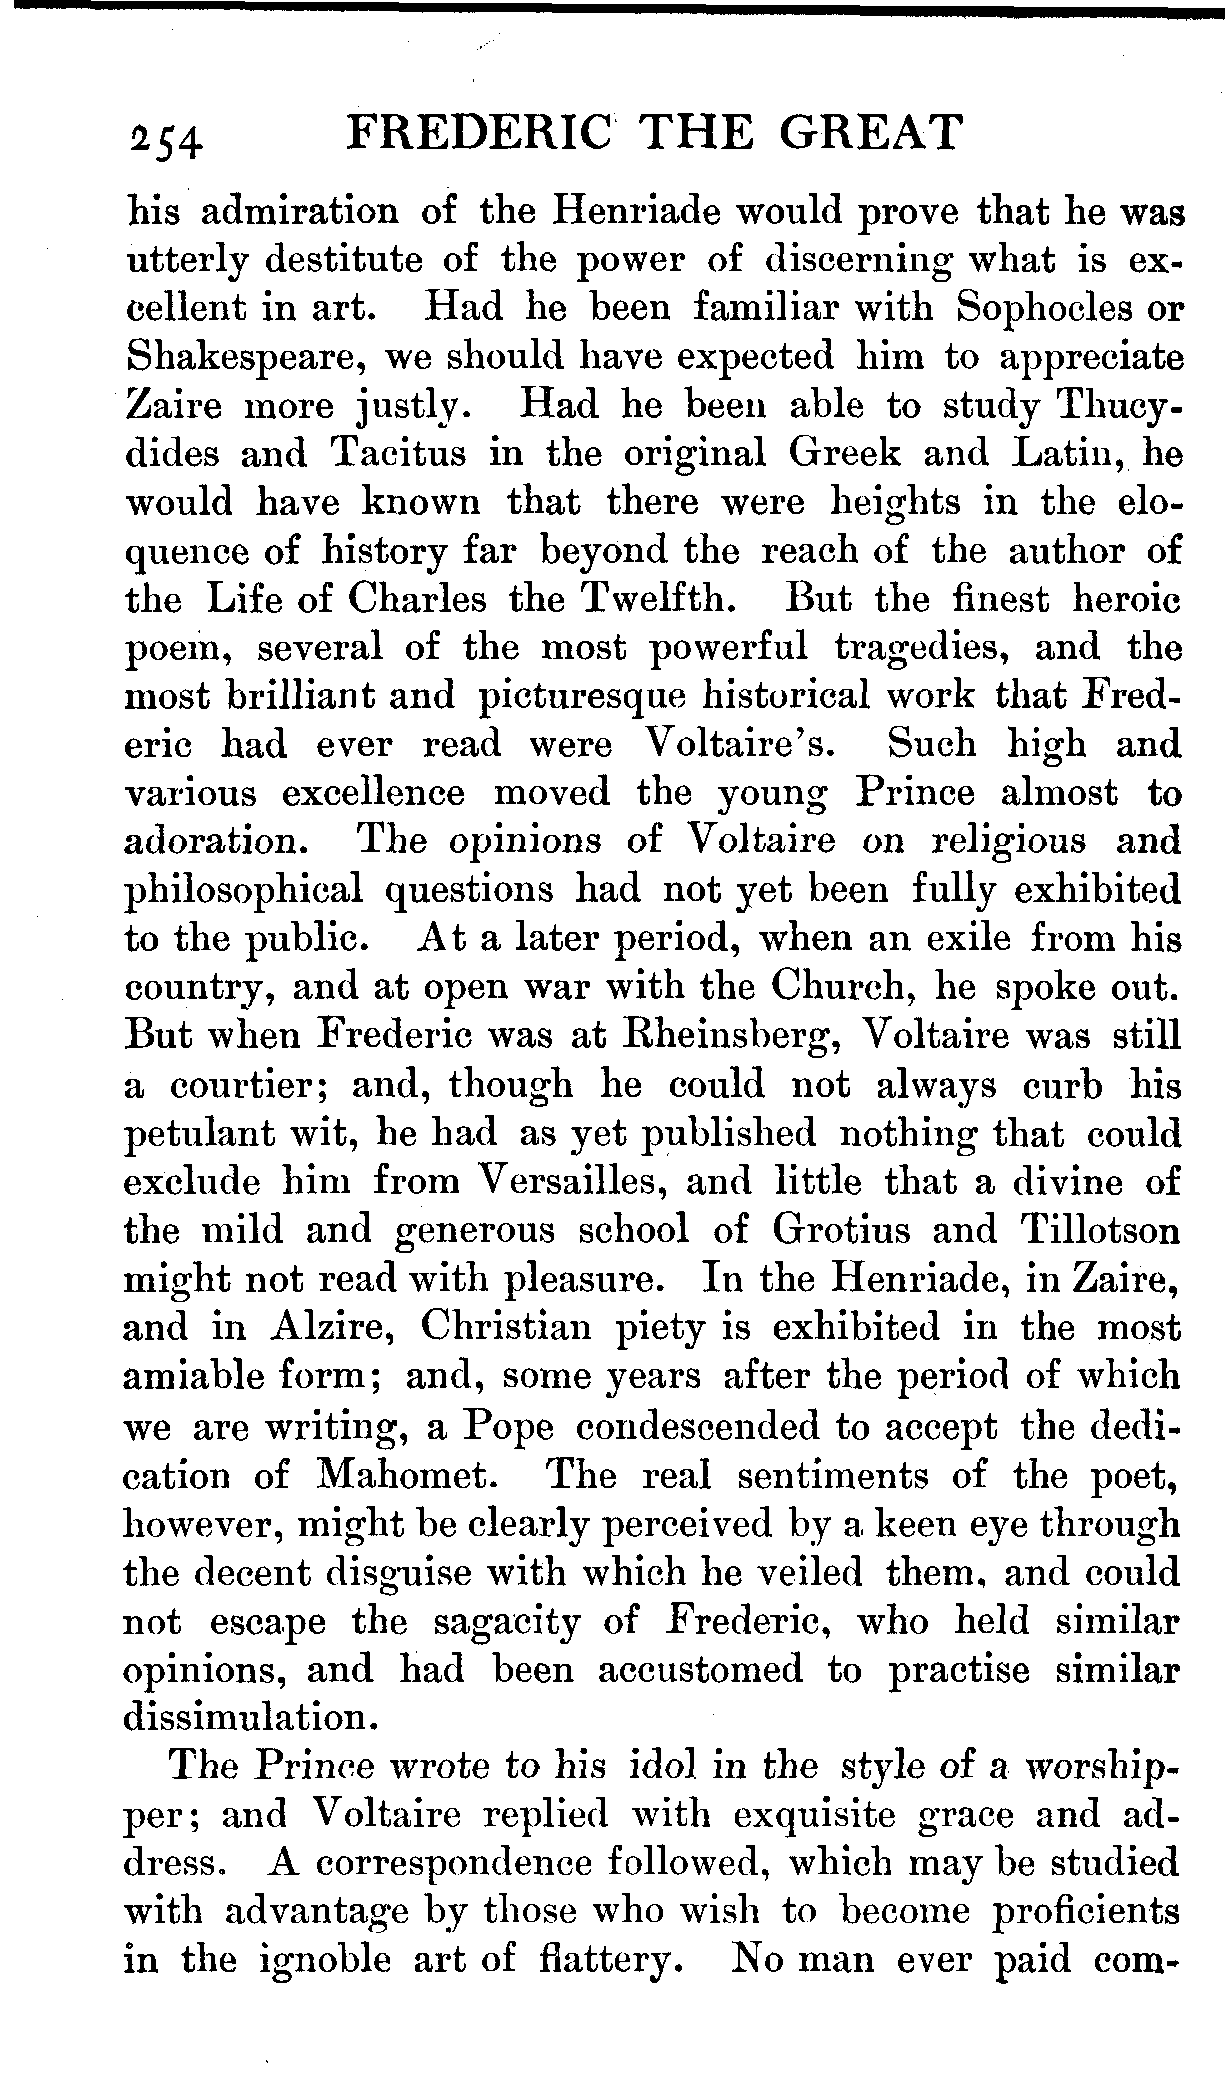 254 FREDERIC THE GREAT
his admiration of the Henriade would prove that he was
utterly destitute of the power of discerning what is ex-
cellent in art. Had he been familiar with Sophocles or
Shakespeare, we should have expected him to appreciate
Zaire more justly. Had he been able to study Thucy-
dides and Tacitus in the original Greek and Latin, he
would have known that there were heights in the elo-
quence of history far beyond the reach of the author of
the Life of Charles the Twelfth. But the finest heroic
poem, several of the most powerful tragedies, and the
most brilliant and picturesque historical work that Fred-
eric had ever read were Voltaire's. Such high and
various excellence moved the young Prince almost to
adoration. The opinions of Voltaire on religious and
philosophical questions had not yet been fully exhibited
to the public. At a later period, when an exile from his
country, and at open war with the Church, he spoke out.
But when Frederic was at Rheinsberg, Voltaire was still
a courtier; and, though he could not always curb his
petulant wit, he had as yet published nothing that could
exclude him from Versailles, and little that a divine of
the mild and generous school of Grotius and Tillotson
might not read with pleasure. In the Henriade, in Zaire,
and in Alzire, Christian piety is exhibited in the most
amiable form; and, some years after the period of which
we are writing, a Pope condescended to accept the dedi-
cation of Mahomet. The real sentiments of the poet,
however, might be clearly perceived by a keen eye through
the decent disguise with which he veiled them, and could
not escape the sagacity of Frederic, who held similar
opinions, and had been accustomed to practise similar
dissimulation.
The Prince wrote to his idol in the style of a worship-
per; and Voltaire replied with exquisite grace and ad-
dress. A correspondence followed, which may be studied
with advantage by those who wish to become proficients
in the ignoble art of flattery. No man ever paid com-